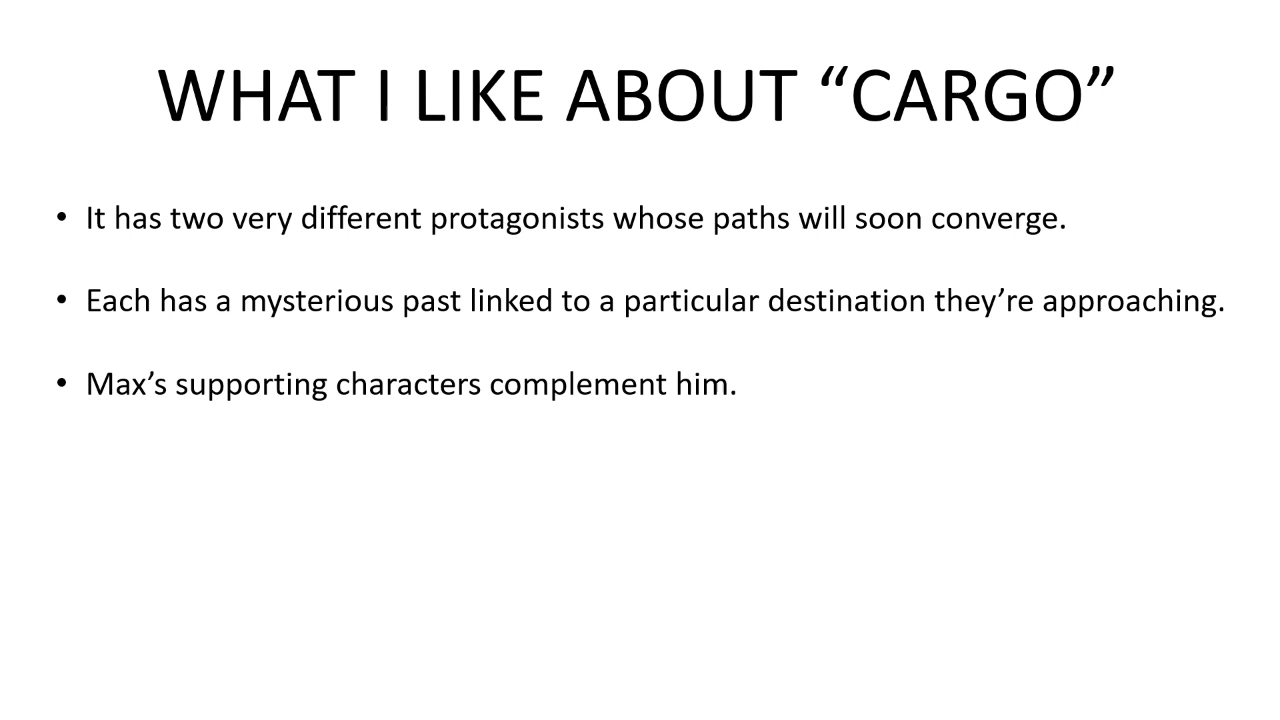 WHAT I LIKE ABOUT “CARGO”
• It has two very different protagonists whose paths will soon converge.
• Each has a mysterious past linked to a particular destination they’re approaching.
• Max’s supporting characters complement him.